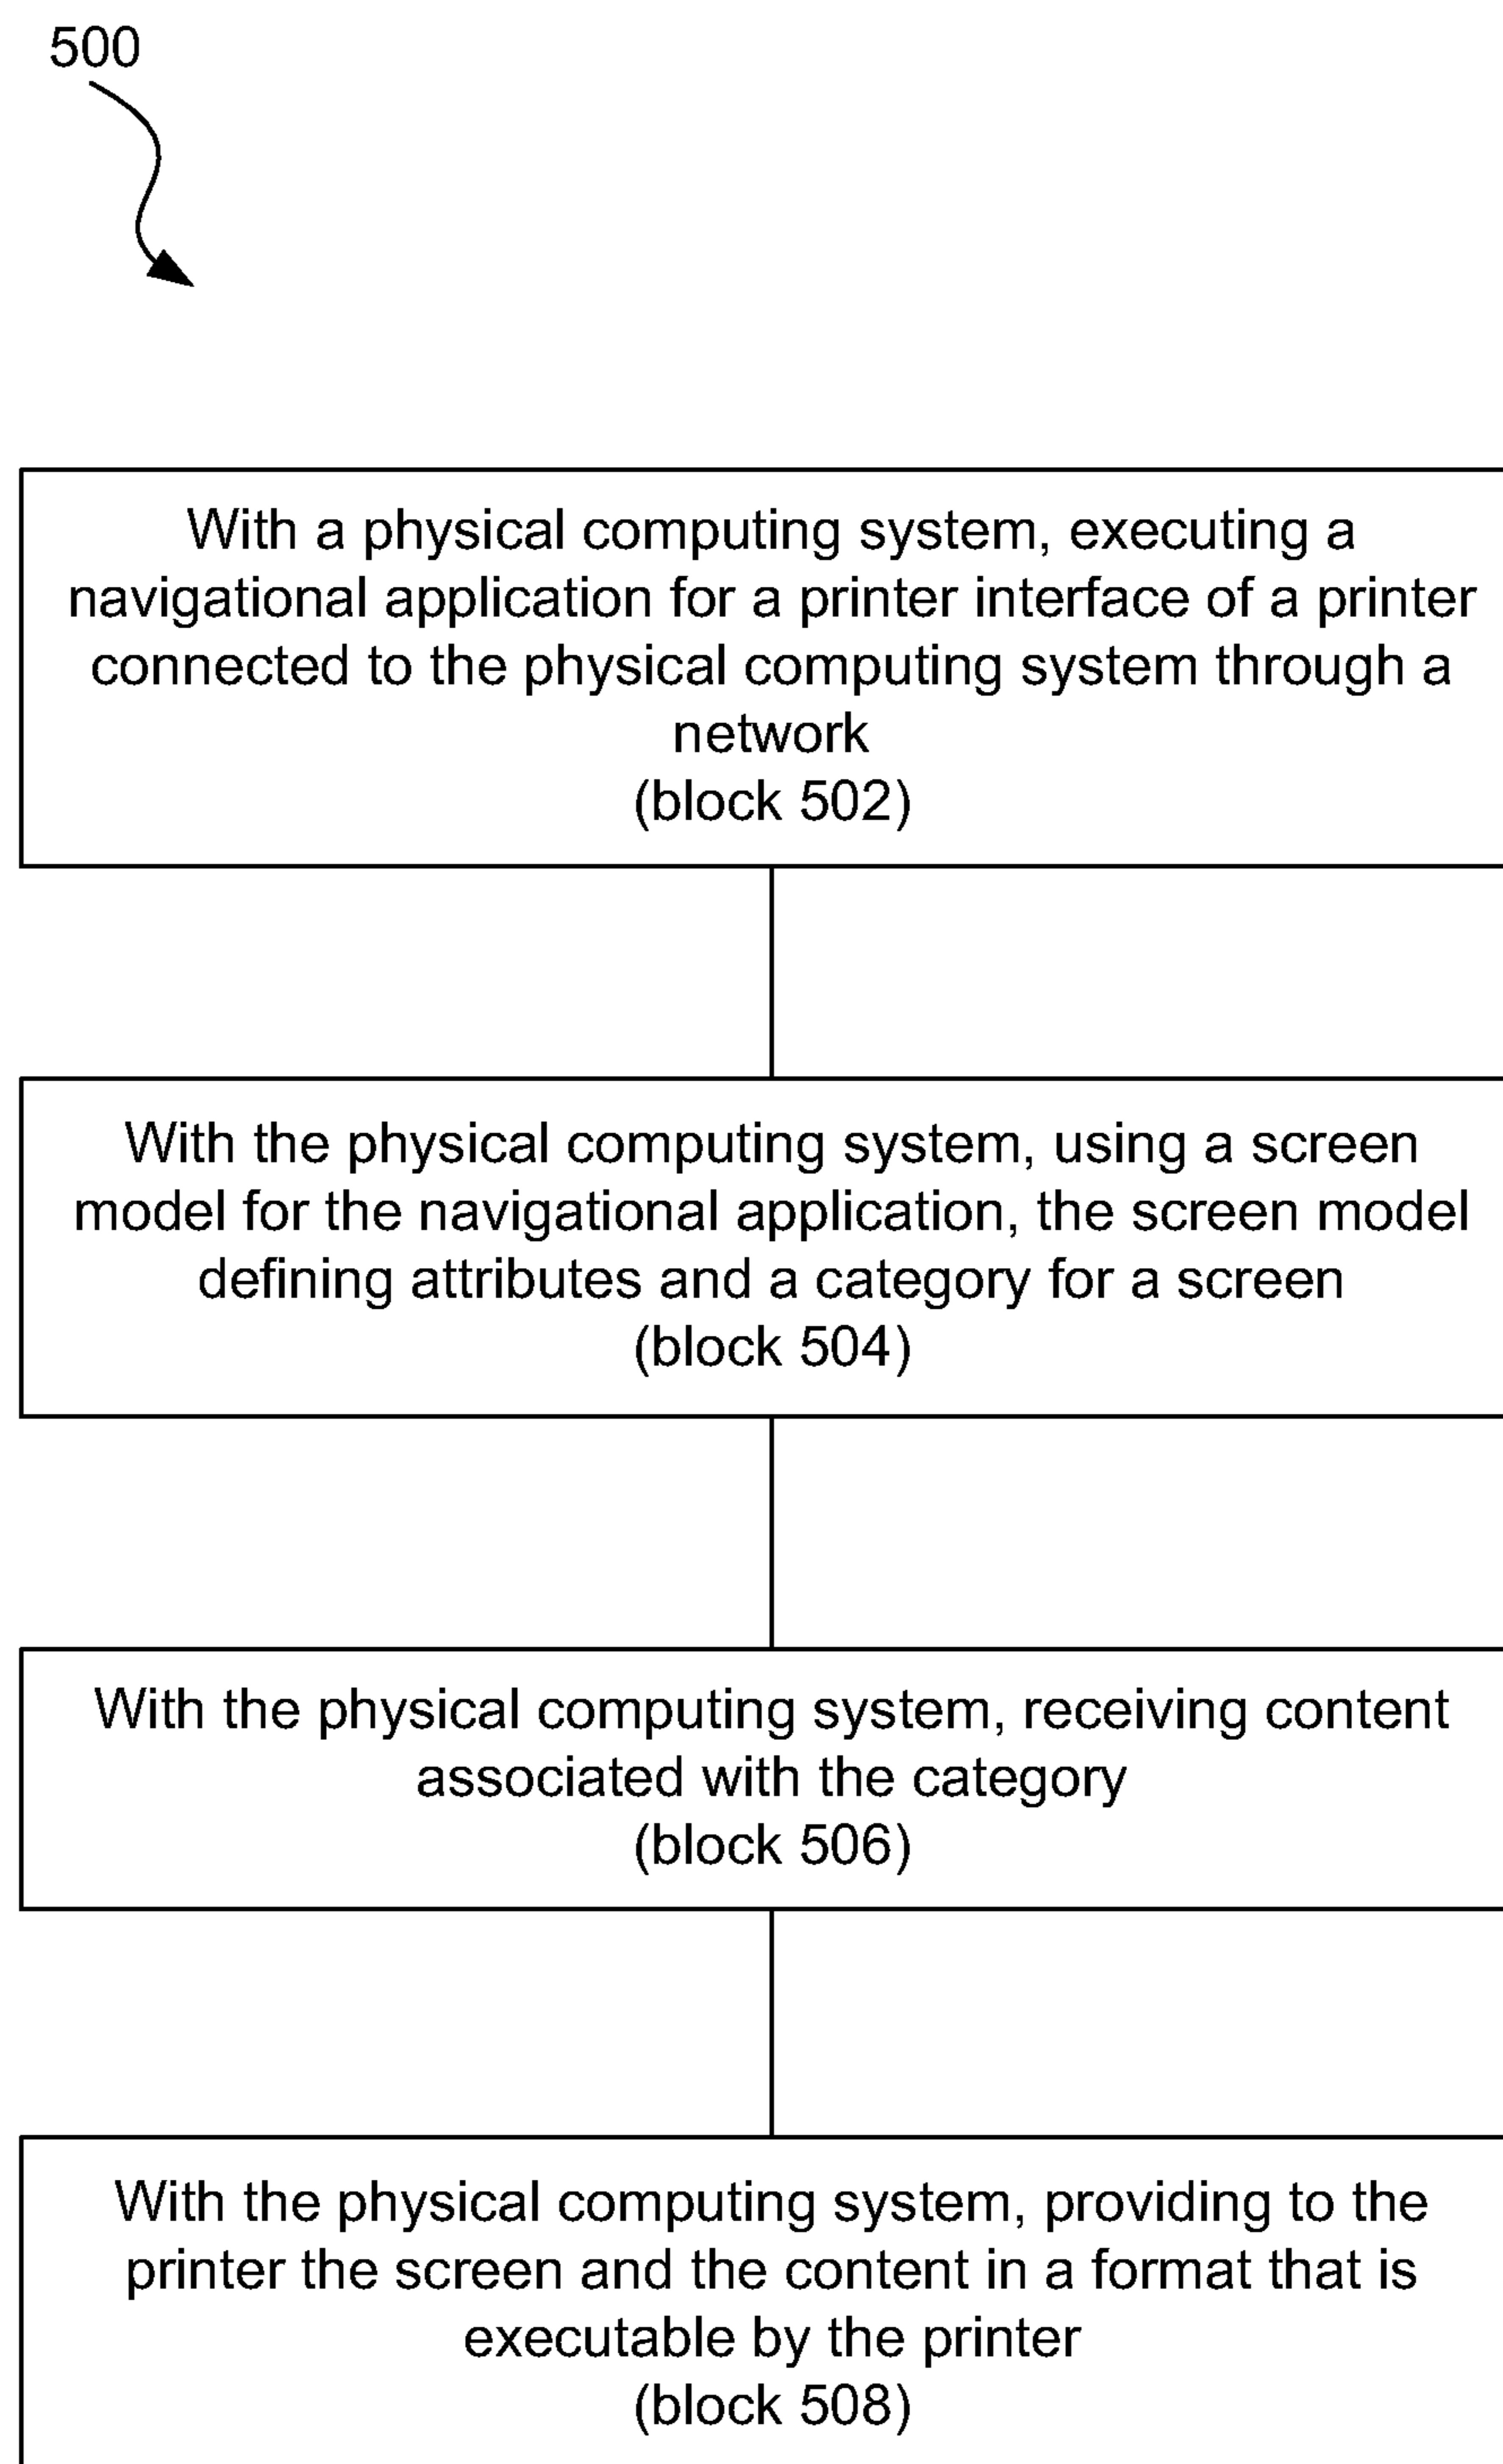 500
With a physical computing system, executing a
navigational application for a printer interface of a printer
connected to the physical computing system through a
network
(block 502)
With the physical computing system, using a screen
model for the navigational application, the screen model
defining attributes and a category for a screen
(block 504)
With the physical computing system, receiving content
associated with the category
(block 506)
With the physical computing system, providing to the
printer the screen and the content in a format that is
executable by the printer
(block 508)